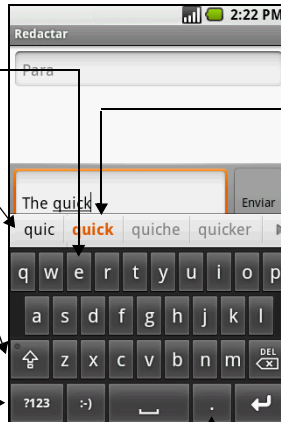 2:22 PM
Redactar
Para
The quick
Enviar
quic quick quiche quicker
q w e r t y u i o p
a s d f g h j k l
z x c v b n m DEL
?123 :-) .